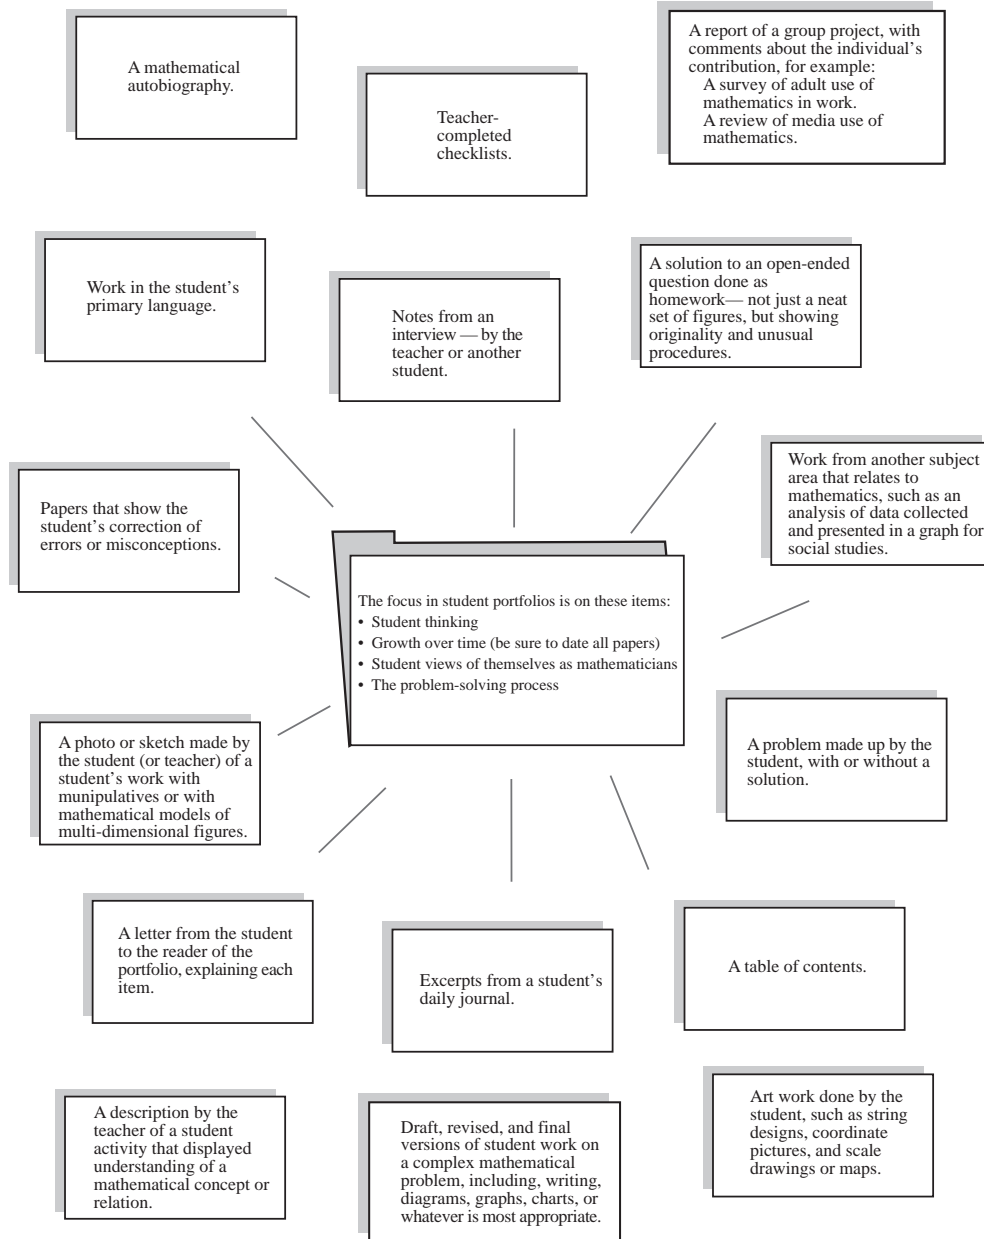 A mathematical
autobiography.
Teacher-
completed
checklists.
A report of a group project, with
comments about the individual's
contribution, for example:
A survey of adult use of
mathematics in work.
A review of media use of
mathematics.
Work in the student's
primary language.
Notes from an
interview — by the
teacher or another
student.
A solution to an open-ended
question done as
homework— not just a neat
set of figures, but showing
originality and unusual
procedures.
Papers that show the
student's correction of
errors or misconceptions.
Work from another subject
area that relates to
mathematics, such as an
analysis of data collected
and presented in a graph for
social studies.
The focus in student portfolios is on these items:
• Student thinking
• Growth over time (be sure to date all papers)
• Student views of themselves as mathematicians
• The problem-solving process
A photo or sketch made by
the student (or teacher) of a
student's work with
munipulatives or with
mathematical models of
multi-dimensional figures.
A problem made up by the
student, with or without a
solution.
A letter from the student
to the reader of the
portfolio, explaining each
item.
Excerpts from a student's
daily journal.
A table of contents.
A description by the
teacher of a student
activity that displayed
understanding of a
mathematical concept or
relation.
Draft, revised, and final
versions of student work on
a complex mathematical
problem, including, writing,
diagrams, graphs, charts, or
whatever is most appropriate.
Art work done by the
student, such as string
designs, coordinate
pictures, and scale
drawings or maps.